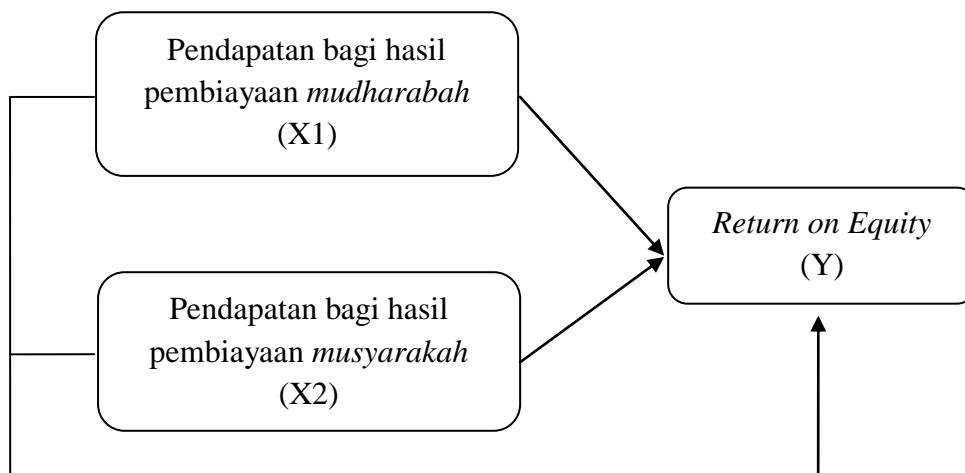 Pendapatan bagi hasil
pembiayaan mudharabah
(X1)
Return on Equity
(Y)
Pendapatan bagi hasil
pembiayaan musyarakah
(X2)